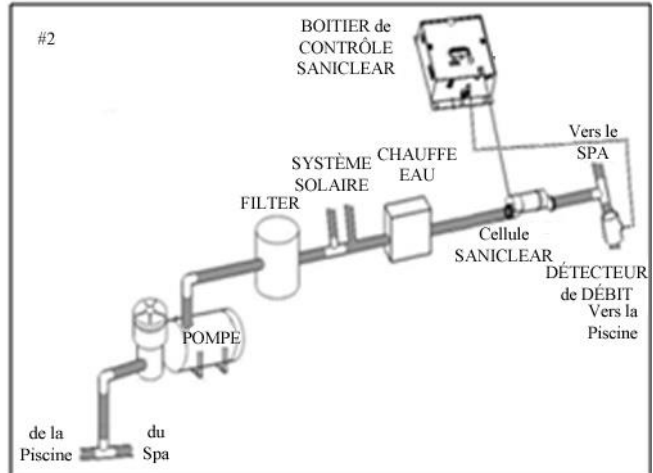 #2
BOITIER de
CONTRÔLE
SANICLEAR
Vers le
SPA
CHAUFFE
EAU
SYSTÈME
SOLAIRE
FILTER
Cellule
SANICLEAR
DÉTECTEUR
de DÉBIT
Vers la
Piscine
POMPE
de la
Piscine
du
Spa